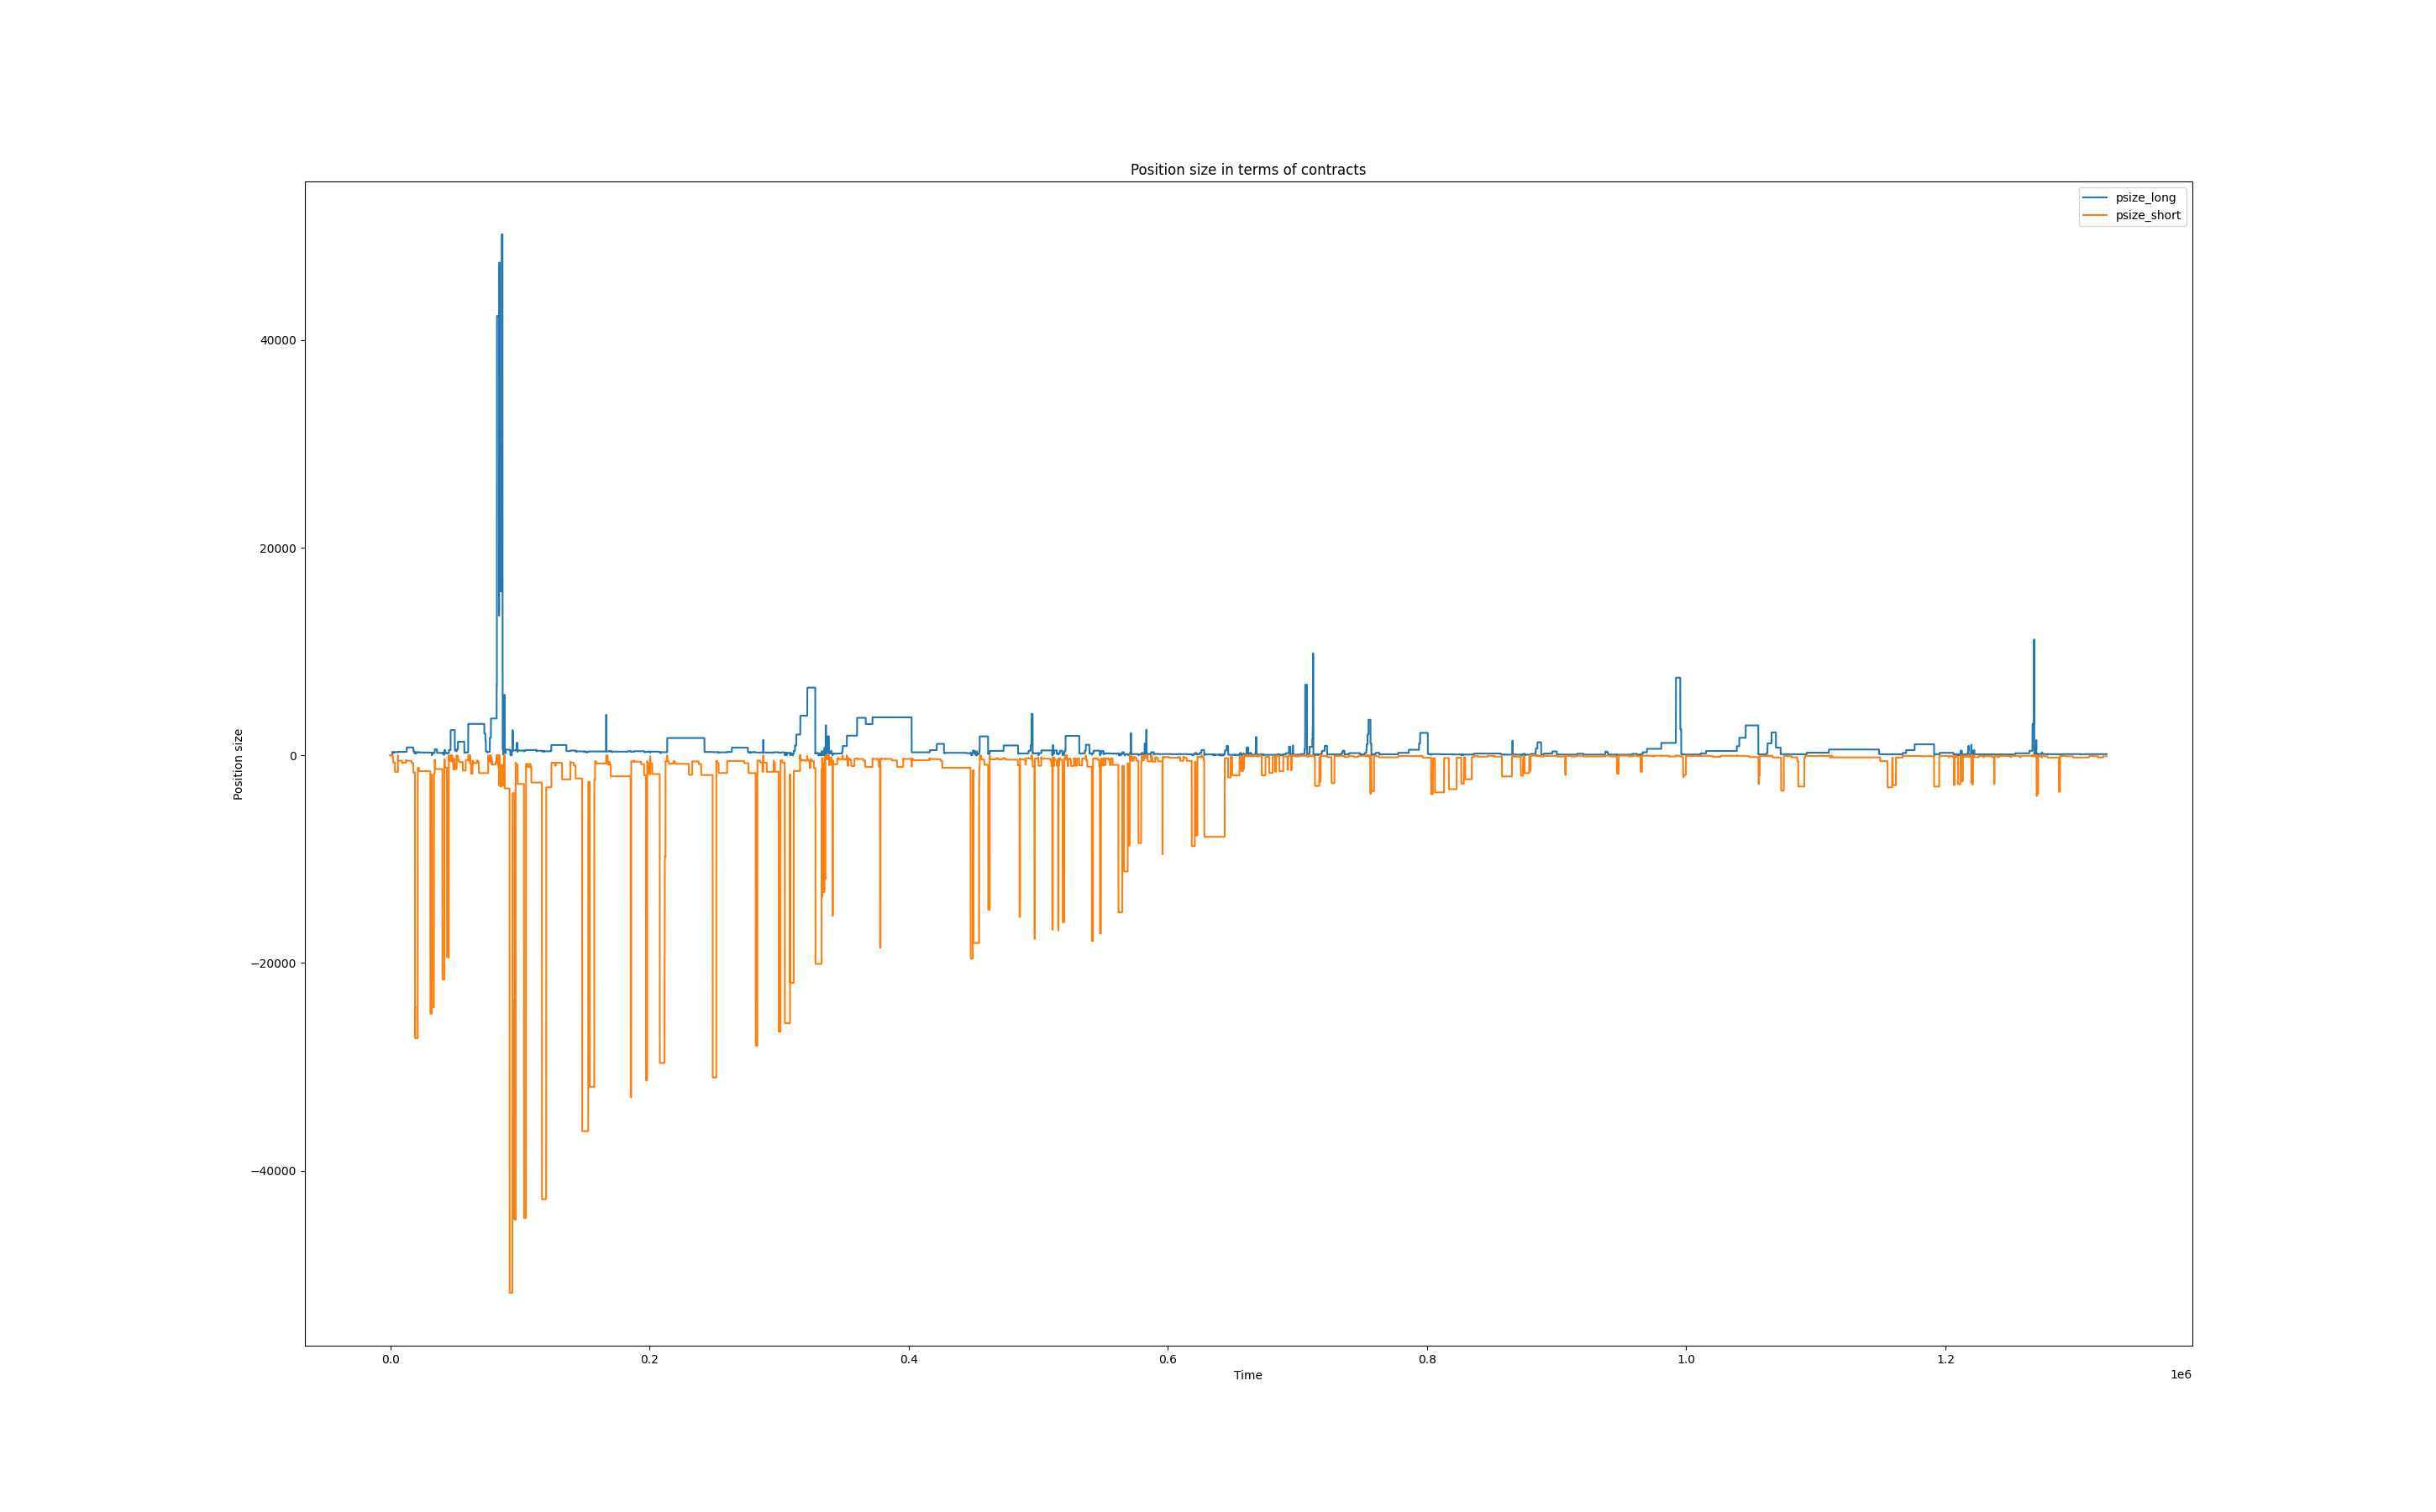 Position size in terms of contracts
psize_long
psize_short
Position size
40000
20000
0
−20000
−40000
0.0
0.2
0.4
0.6
0.8
1.0
1.2
Time
1e6